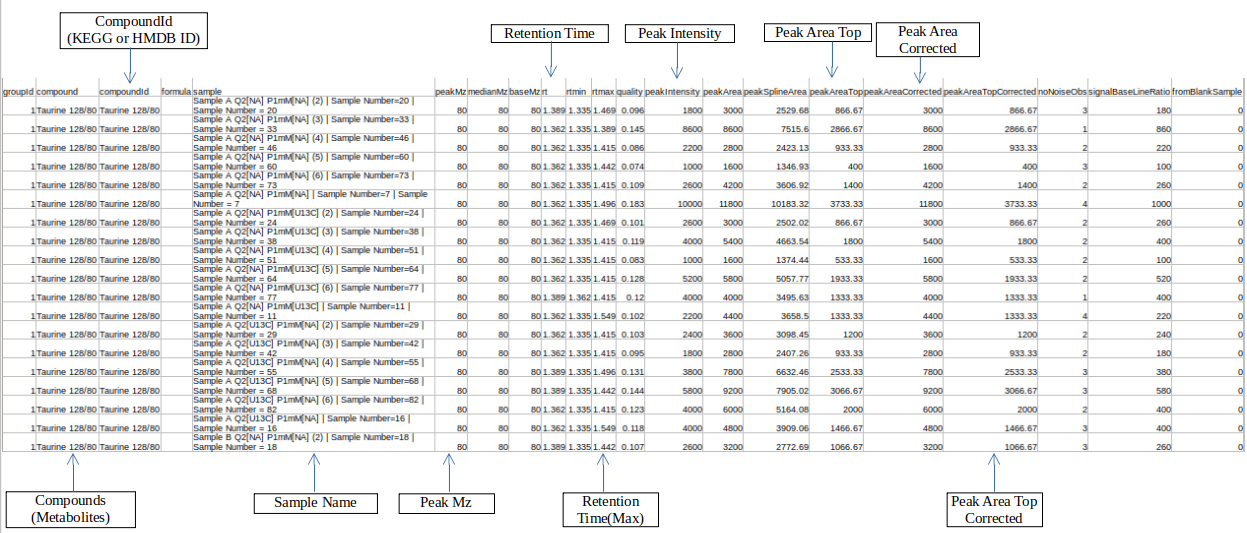 CompoundId
(KEGG or HMDB ID)
Retention Time
Peak Intensity
Peak Area Top
Peak Area
Corrected
groupId compound compoundId formula sample peakMz medianMz baseMz rt rtmin rtmax quality peakIntensity peakArea peakSplineArea peakAreaTop peakAreaCorrected peakAreaTopCorrected noNoiseObs signalBaseLineRatio fromBlankSample
Sample A Q2[NA] P1mM[NA] (2) | Sample Number=20 |
1 Taurine 128/80 Taurine 128/80 Sample Number = 20 80 80 80 1.389 1.335 1.469 0.096 1800 3000 2529.68 866.67 3000 866.67 3 180 0
Sample A Q2[NA] P1mM[NA] (3) | Sample Number=33 |
1 Taurine 128/80 Taurine 128/80 Sample Number = 33 80 80 80 1.362 1.335 1.389 0.145 8600 8600 7515.6 2866.67 8600 2866.67 1 860 0
Sample A Q2[NA] P1mM[NA] (4) | Sample Number=46 |
1 Taurine 128/80 Taurine 128/80 Sample Number = 46 80 80 80 1.362 1.335 1.415 0.086 2200 2800 2423.13 933.33 2800 933.33 2 220 0
Sample A Q2[NA] P1mM[NA] (5) | Sample Number=60 |
1 Taurine 128/80 Taurine 128/80 Sample Number = 60 80 80 80 1.362 1.335 1.442 0.074 1000 1600 1346.93 400 1600 400 3 100 0
Sample A Q2[NA] P1mM[NA] (6) | Sample Number=73 |
1 Taurine 128/80 Taurine 128/80 Sample Number = 73 80 80 80 1.362 1.335 1.415 0.109 2600 4200 3606.92 1400 4200 1400 2 260 0
Sample A Q2[NA] P1mM[NA] | Sample Number=7 | Sample
1 Taurine 128/80 Taurine 128/80 Number = 7 80 80 80 1.362 1.335 1.496 0.183 10000 11800 10183.32 3733.33 11800 3733.33 4 1000 0
Sample A Q2[NA] P1mM[U13C] (2) | Sample Number=24 |
1 Taurine 128/80 Taurine 128/80 Sample Number = 24 80 80 80 1.362 1.335 1.469 0.101 2600 3000 2502.02 866.67 3000 866.67 2 260 0
Sample A Q2[NA] P1mM[U13C] (3) | Sample Number=38 |
1 Taurine 128/80 Taurine 128/80 Sample Number = 38 80 80 80 1.362 1.335 1.415 0.119 4000 5400 4663.54 1800 5400 1800 2 400 0
Sample A Q2[NA] P1mM[U13C] (4) | Sample Number=51 |
1 Taurine 128/80 Taurine 128/80 Sample Number = 51 80 80 80 1.362 1.335 1.415 0.083 1000 1600 1374.44 533.33 1600 533.33 2 100 0
Sample A Q2[NA] P1mM[U13C] (5) | Sample Number=64 |
1 Taurine 128/80 Taurine 128/80 Sample Number = 64 80 80 80 1.362 1.335 1.415 0.128 5200 5800 5057.77 1933.33 5800 1933.33 2 520 0
Sample A Q2[NA] P1mM[U13C] (6) | Sample Number=77 |
1 Taurine 128/80 Taurine 128/80 Sample Number = 77 80 80 80 1.389 1.362 1.415 0.12 4000 4000 3495.63 1333.33 4000 1333.33 1 400 0
Sample A Q2[NA] P1mM[U13C] | Sample Number=11 |
1 Taurine 128/80 Taurine 128/80 Sample Number = 11 80 80 80 1.362 1.335 1.549 0.102 2200 4400 3658.5 1333.33 4400 1333.33 4 220 0
Sample A Q2[U13C] P1mM[NA] (2) | Sample Number=29 |
1 Taurine 128/80 Taurine 128/80 Sample Number = 29 80 80 80 1.362 1.335 1.415 0.103 2400 3600 3098.45 1200 3600 1200 2 240 0
Sample A Q2[U13C] P1mM[NA] (3) | Sample Number=42 |
1 Taurine 128/80 Taurine 128/80 Sample Number = 42 80 80 80 1.362 1.335 1.415 0.095 1800 2800 2407.26 933.33 2800 933.33 2 180 0
Sample A Q2[U13C] P1mM[NA] (4) | Sample Number=55 |
1 Taurine 128/80 Taurine 128/80 Sample Number = 55 80 80 80 1.389 1.335 1.496 0.131 3800 7800 6632.46 2533.33 7800 2533.33 3 380 0
Sample A Q2[U13C] P1mM[NA] (5) | Sample Number=68 |
1 Taurine 128/80 Taurine 128/80 Sample Number = 68 80 80 80 1.389 1.335 1.442 0.144 5800 9200 7905.02 3066.67 9200 3066.67 3 580 0
Sample A Q2[U13C] P1mM[NA] (6) | Sample Number=82 |
1 Taurine 128/80 Taurine 128/80 Sample Number = 82 80 80 80 1.362 1.335 1.415 0.123 4000 6000 5164.08 2000 6000 2000 2 400 0
Sample A Q2[U13C] P1mM[NA] | Sample Number=16 |
1 Taurine 128/80 Taurine 128/80 Sample Number = 16 80 80 80 1.362 1.335 1.549 0.118 4000 4800 3909.06 1466.67 4800 1466.67 3 400 0
Sample B Q2[NA] P1mM[NA] (2) | Sample Number=18 |
1 Taurine 128/80 Taurine 128/80 Sample Number = 18 80 80 80 1.389 1.335 1.442 0.107 2600 3200 2772.69 1066.67 3200 1066.67 3 260 0
Compounds
(Metabolites)
Sample Name
Peak Mz
Retention
Time(Max)
Peak Area Top
Corrected